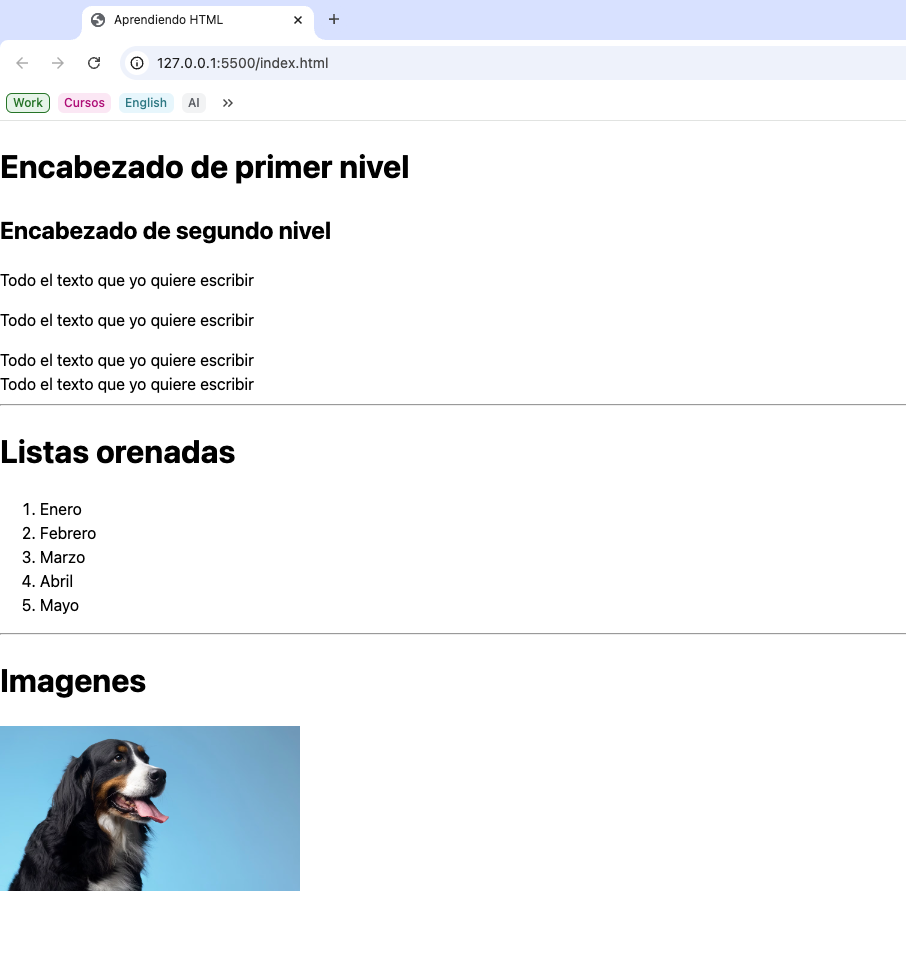 Aprendiendo HTML
127.0.0.1:5500/index.html
Work Cursos English AI
Encabezado de primer nivel
Encabezado de segundo nivel
Todo el texto que yo quiere escribir
Todo el texto que yo quiere escribir
Todo el texto que yo quiere escribir
Todo el texto que yo quiere escribir
Listas orenadas
1. Enero
2. Febrero
3. Marzo
4. Abril
5. Mayo
Imagenes